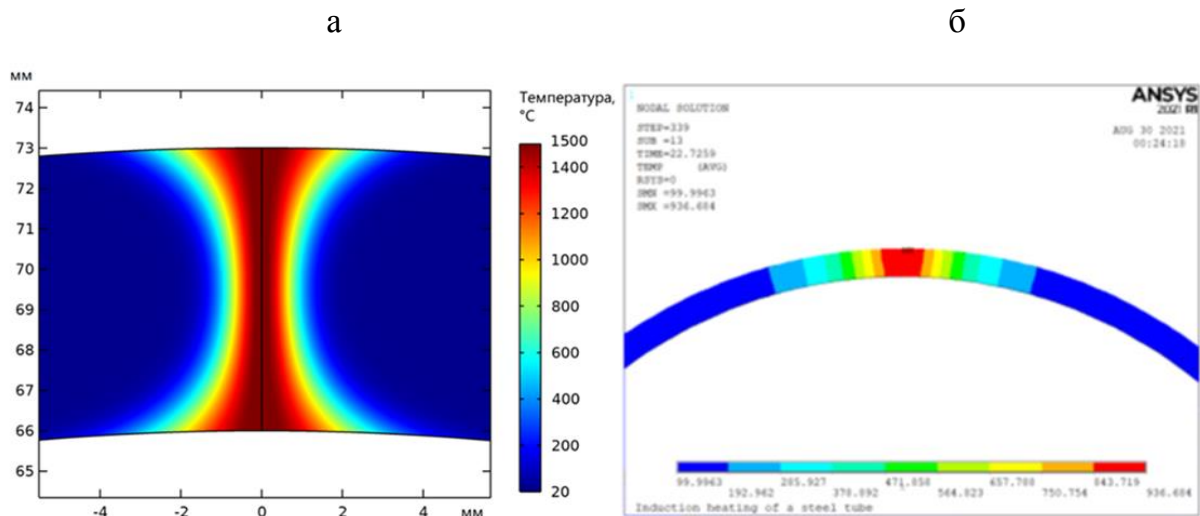 а
б
мм
74
73
72
71
70
69
68
67
66
65
-4
-2
0
2
4
мм
Температура,
°C
1500
1400
1200
1000
800
600
400
200
20
ANSYS
2021 R1
NODAL SOLUTION
STEP=339
SUB =13
TIME=22.7259
TEMP (AVG)
RSYS=0
SMN =99.9963
SMX =936.684
AUG 30 2021
00:24:18
99.9963 285.927 471.858 657.788 843.719
192.962 378.892 564.823 750.754 936.684
Induction heating of a steel tube